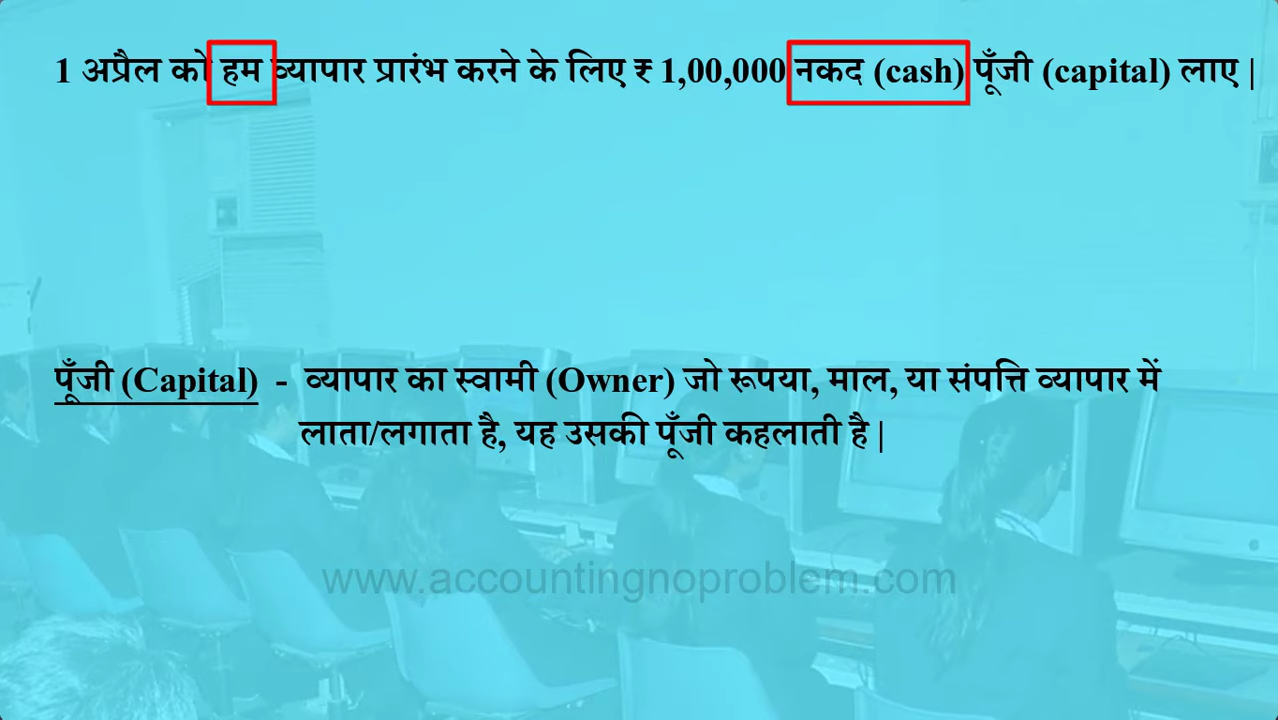 1 अप्रैल को हम व्यापार प्रारंभ करने के लिए ₹ 1,00,000 नकद (cash) पूँजी (capital) लाए |
पूँजी (Capital) - व्यापार का स्वामी (Owner) जो रूपया, माल, या संपत्ति व्यापार में
लाता/लगाता है, यह उसकी पूँजी कहलाती है |
www.accountingnoproblem.com